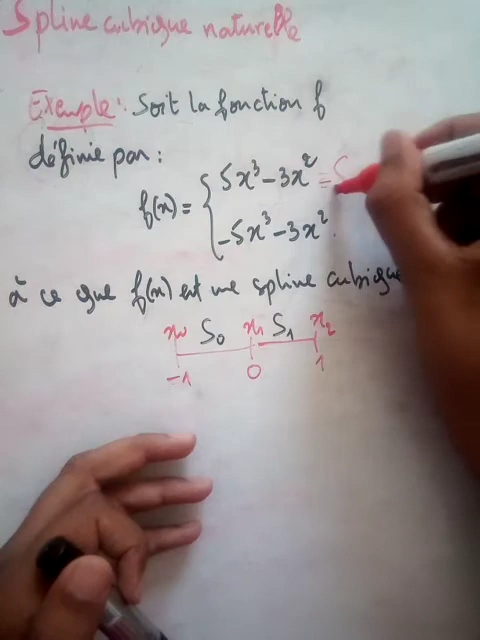 Spline cubique naturelle
Exemple: Soit la fonction f
définie par:
f(x) = { 5x³ - 3x² = S
-5x³ - 3x²
à ce que f(x) est une spline cubique
x₀ S₀ x₁ S₁ x₂
-1 0 1